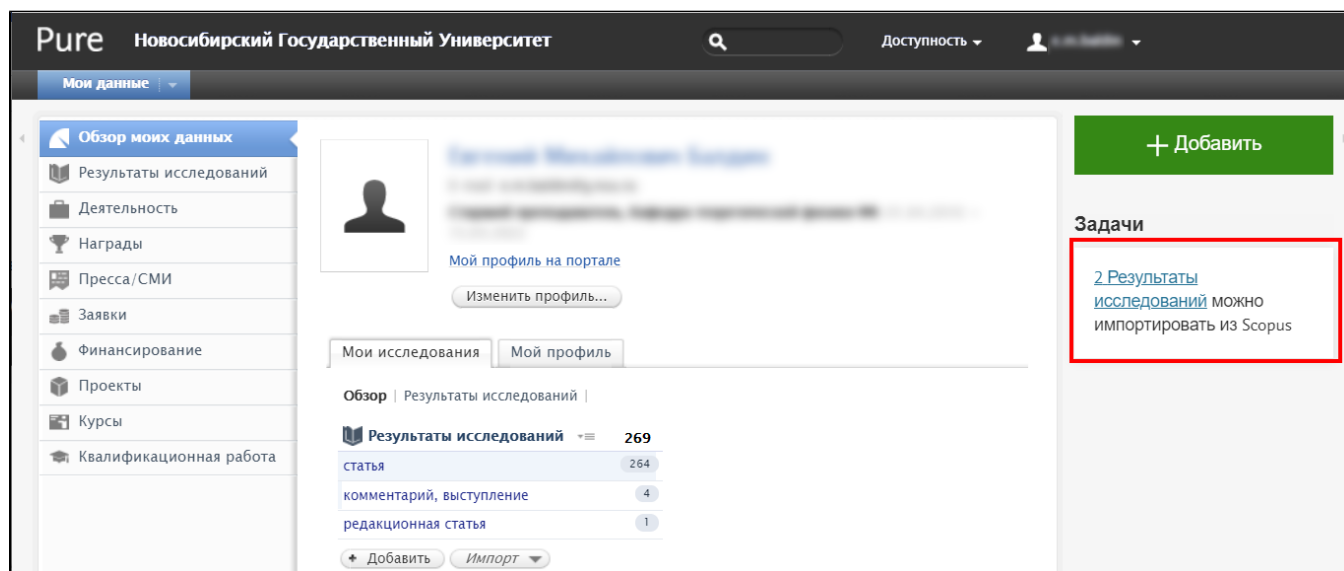 Pure Новосибирский Государственный Университет Доступность
Мои данные
Обзор моих данных
Результаты исследований
Деятельность
Награды
Пресса/СМИ
Заявки
Финансирование
Проекты
Курсы
Квалификационная работа
Мой профиль на портале
Изменить профиль...
Мои исследования Мой профиль
Обзор | Результаты исследований |
Результаты исследований 269
статья 264
комментарий, выступление 4
редакционная статья 1
+ Добавить Импорт
+ Добавить
Задачи
2 Результаты
исследований можно
импортировать из Scopus